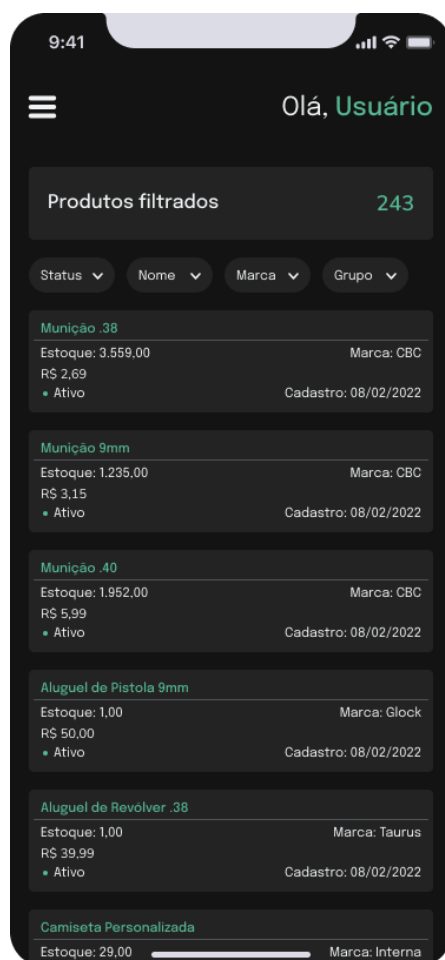 9:41
Olá, Usuário
Produtos filtrados 243
Status Nome Marca Grupo
Munição .38
Estoque: 3.559,00 Marca: CBC
R$ 2,69
Ativo Cadastro: 08/02/2022
Munição 9mm
Estoque: 1.235,00 Marca: CBC
R$ 3,15
Ativo Cadastro: 08/02/2022
Munição .40
Estoque: 1.952,00 Marca: CBC
R$ 5,99
Ativo Cadastro: 08/02/2022
Aluguel de Pistola 9mm
Estoque: 1,00 Marca: Glock
R$ 50,00
Ativo Cadastro: 08/02/2022
Aluguel de Revólver .38
Estoque: 1,00 Marca: Taurus
R$ 39,99
Ativo Cadastro: 08/02/2022
Camiseta Personalizada
Estoque: 29,00 Marca: Interna